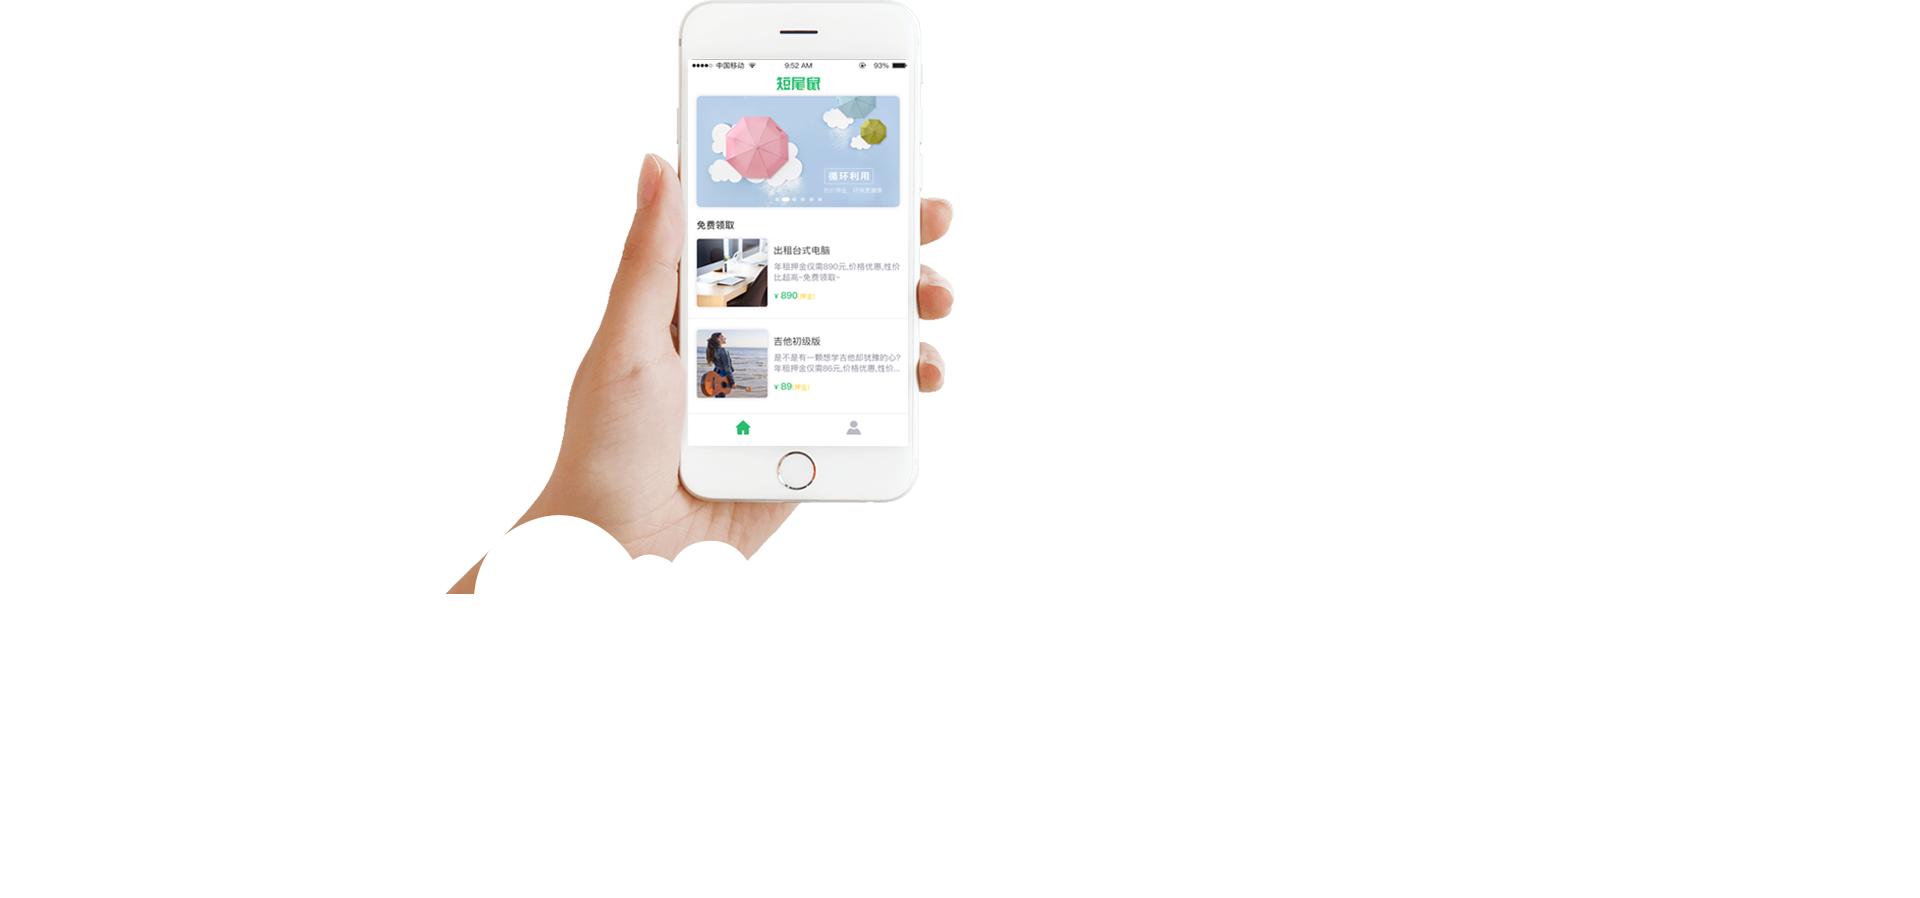 中国移动 9:52 AM 93%
短尾鼠
循环利用
免费领取
出租台式电脑
年租押金仅需890元,价格优惠,性价
比超高~免费领取~
¥ 890(押金)
吉他初级版
是不是有一颗想学吉他却犹豫的心?
年租押金仅需86元,价格优惠,性价...
¥ 89(押金)